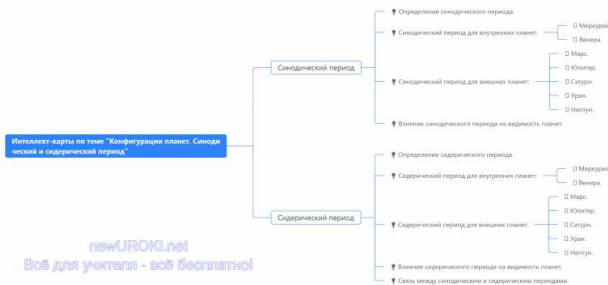 Интеллект-карты по теме "Конфигурации планет. Синоди
ческий и сидерический период"
Синодический период
Определение синодического периода.
Синодический период для внутренних планет:
Меркурий
Венера.
Синодический период для внешних планет:
Марс.
Юпитер.
Сатурн.
Уран.
Нептун.
Влияние синодического периода на видимость планет.
Сидерический период
Определение сидерического периода.
Сидерический период для внутренних планет:
Меркурий
Венера.
Сидерический период для внешних планет:
Марс.
Юпитер.
Сатурн.
Уран.
Нептун.
Влияние сидерического периода на видимость планет.
Связь между синодическим и сидерическим периодами.
newUROKI.net
Всё для учителя - всё бесплатно!